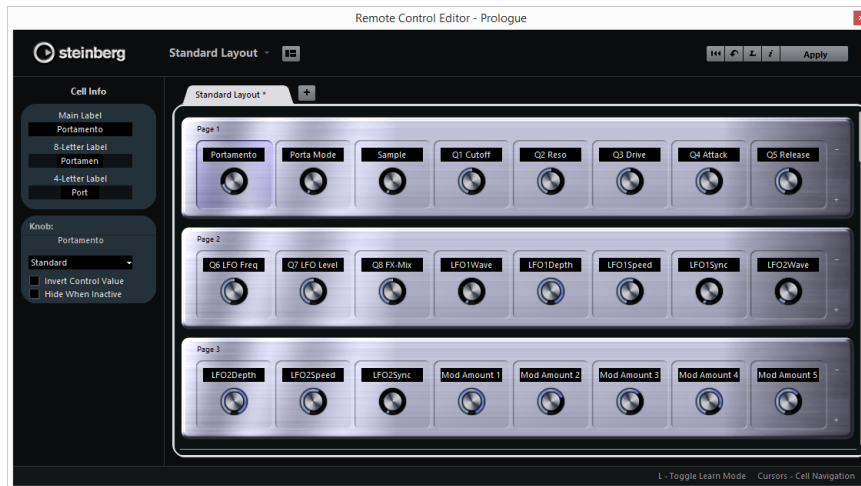 Remote Control Editor - Prologue
x
steinberg
Standard Layout
L
i
Apply
Cell Info
Main Label
Portamento
8-Letter Label
Portamen
4-Letter Label
Port
Knob:
Portamento
Standard
Invert Control Value
Hide When Inactive
Standard Layout *
+
Page 1
Portamento Porta Mode Sample Q1 Cutoff Q2 Reso Q3 Drive Q4 Attack Q5 Release
-
+
Page 2
Q6 LFO Freq Q7 LFO Level Q8 FX-Mix LFO1Wave LFO1Depth LFO1Speed LFO1Sync LFO2Wave
-
+
Page 3
LFO2Depth LFO2Speed LFO2Sync Mod Amount 1 Mod Amount 2 Mod Amount 3 Mod Amount 4 Mod Amount 5
-
+
L - Toggle Learn Mode Cursors - Cell Navigation